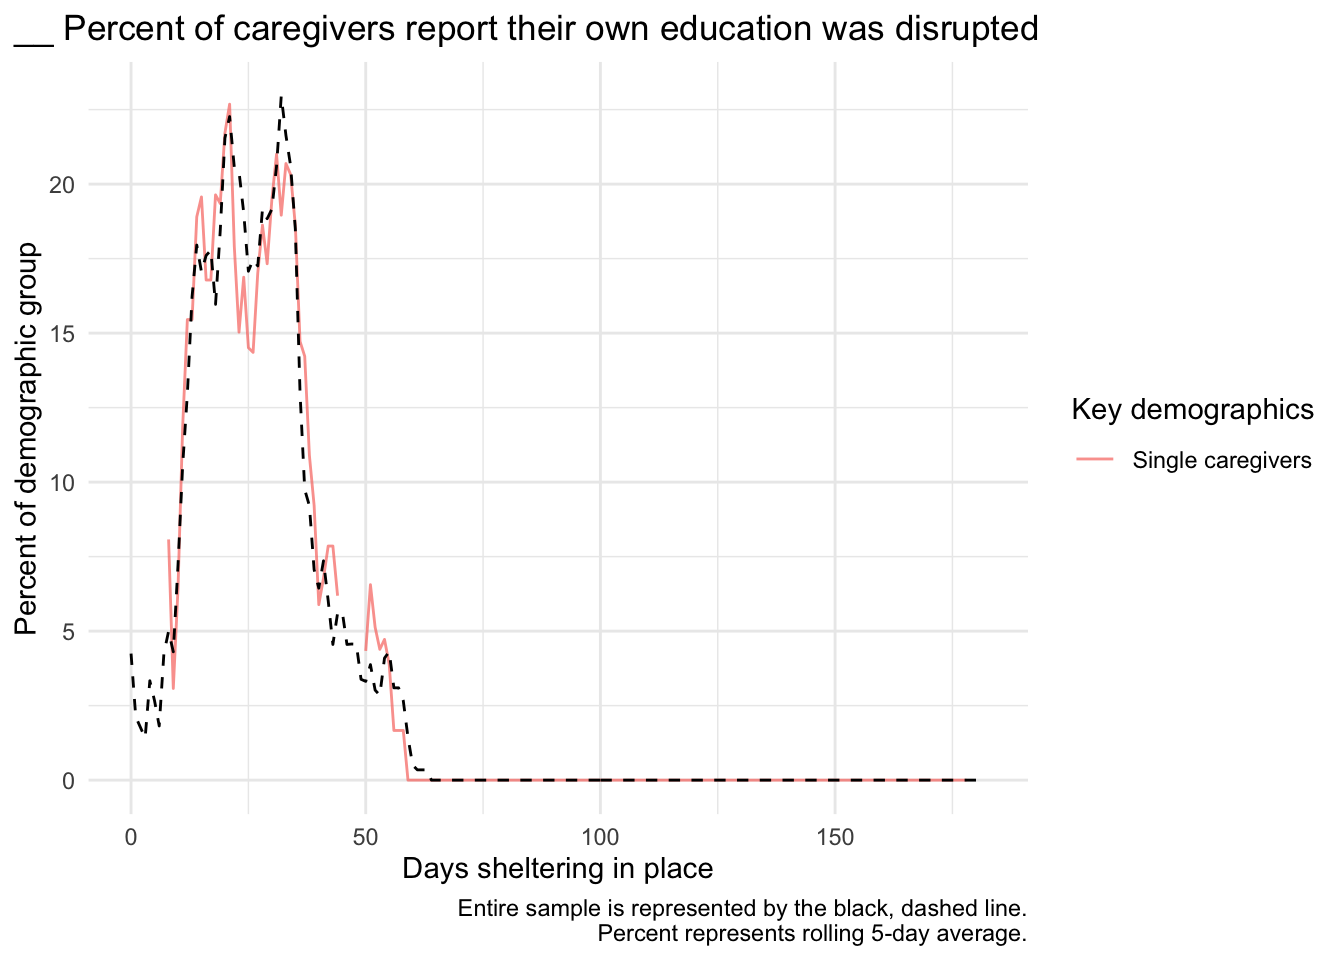 __ Percent of caregivers report their own education was disrupted
Percent of demographic group
20
15
10
5
0
0 50 100 150
Days sheltering in place
Key demographics
Single caregivers
Entire sample is represented by the black, dashed line.
Percent represents rolling 5-day average.